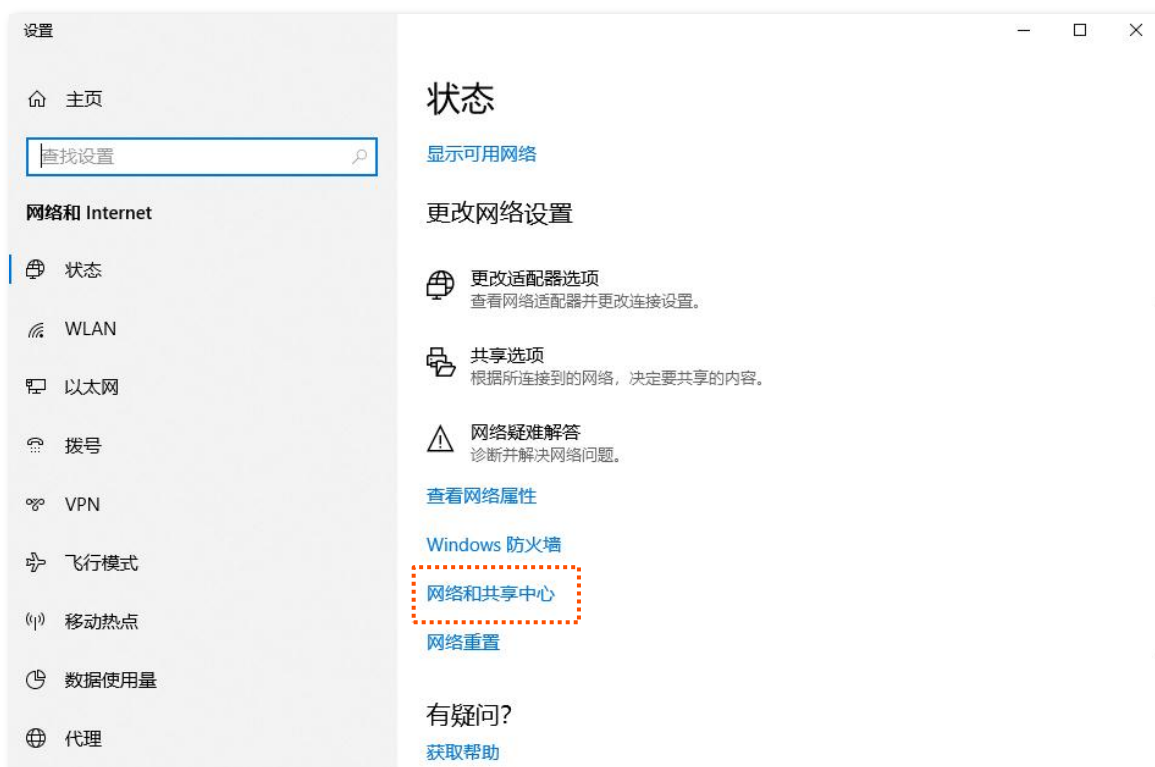 设置
主页
查找设置
网络和 Internet
状态
WLAN
以太网
拨号
VPN
飞行模式
移动热点
数据使用量
代理
状态
显示可用网络
更改网络设置
更改适配器选项
查看网络适配器并更改连接设置。
共享选项
根据所连接到的网络，决定要共享的内容。
网络疑难解答
诊断并解决网络问题。
查看网络属性
Windows 防火墙
网络和共享中心
网络重置
有疑问?
获取帮助